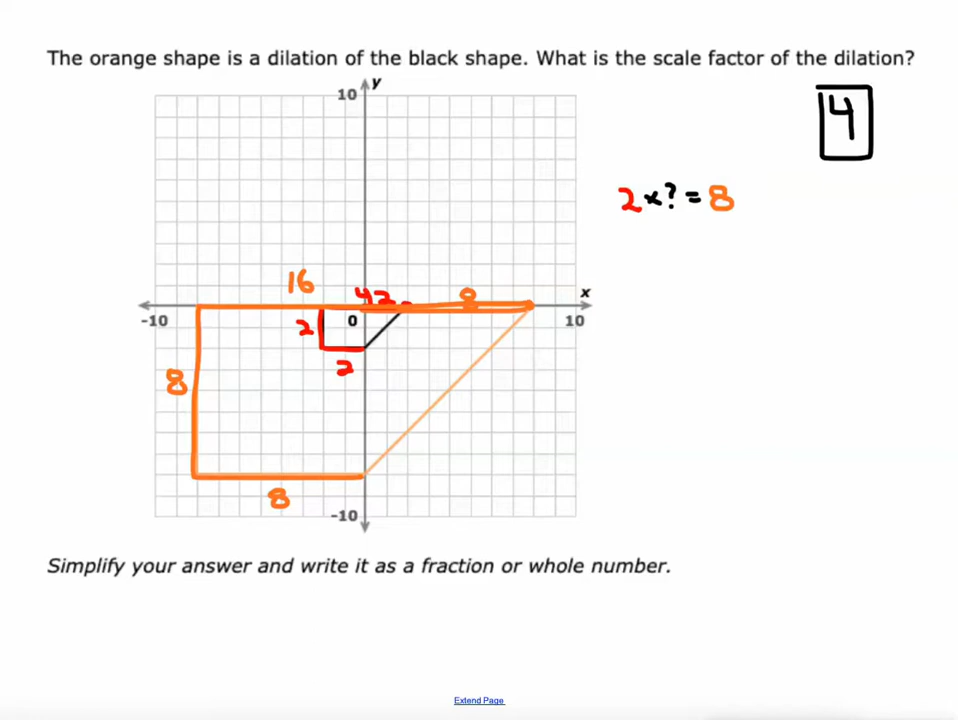 The orange shape is a dilation of the black shape. What is the scale factor of the dilation?
10 y
4
2 x ? = 8
16
42
8
x
-10
2
0
10
2
8
8
-10
Simplify your answer and write it as a fraction or whole number.
Extend Page